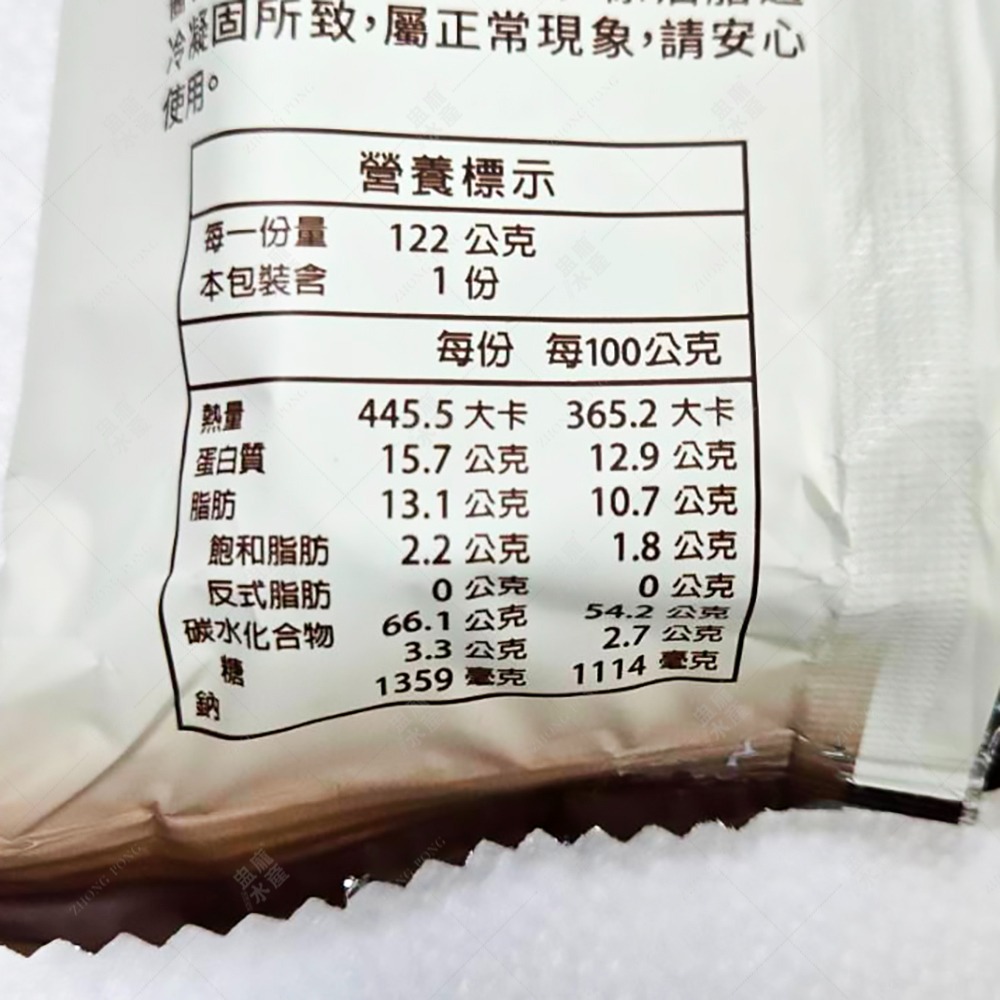 冷凝固所致,屬正常現象,請安心
使用。
營養標示
每一份量 122 公克
本包裝含 1 份
每份 每100公克
熱量 445.5 大卡 365.2 大卡
蛋白質 15.7 公克 12.9 公克
脂肪 13.1 公克 10.7 公克
飽和脂肪 2.2 公克 1.8 公克
反式脂肪 0 公克 0 公克
碳水化合物 66.1 公克 54.2 公克
糖 3.3 公克 2.7 公克
鈉 1359 毫克 1114 毫克
ZHONG PONG